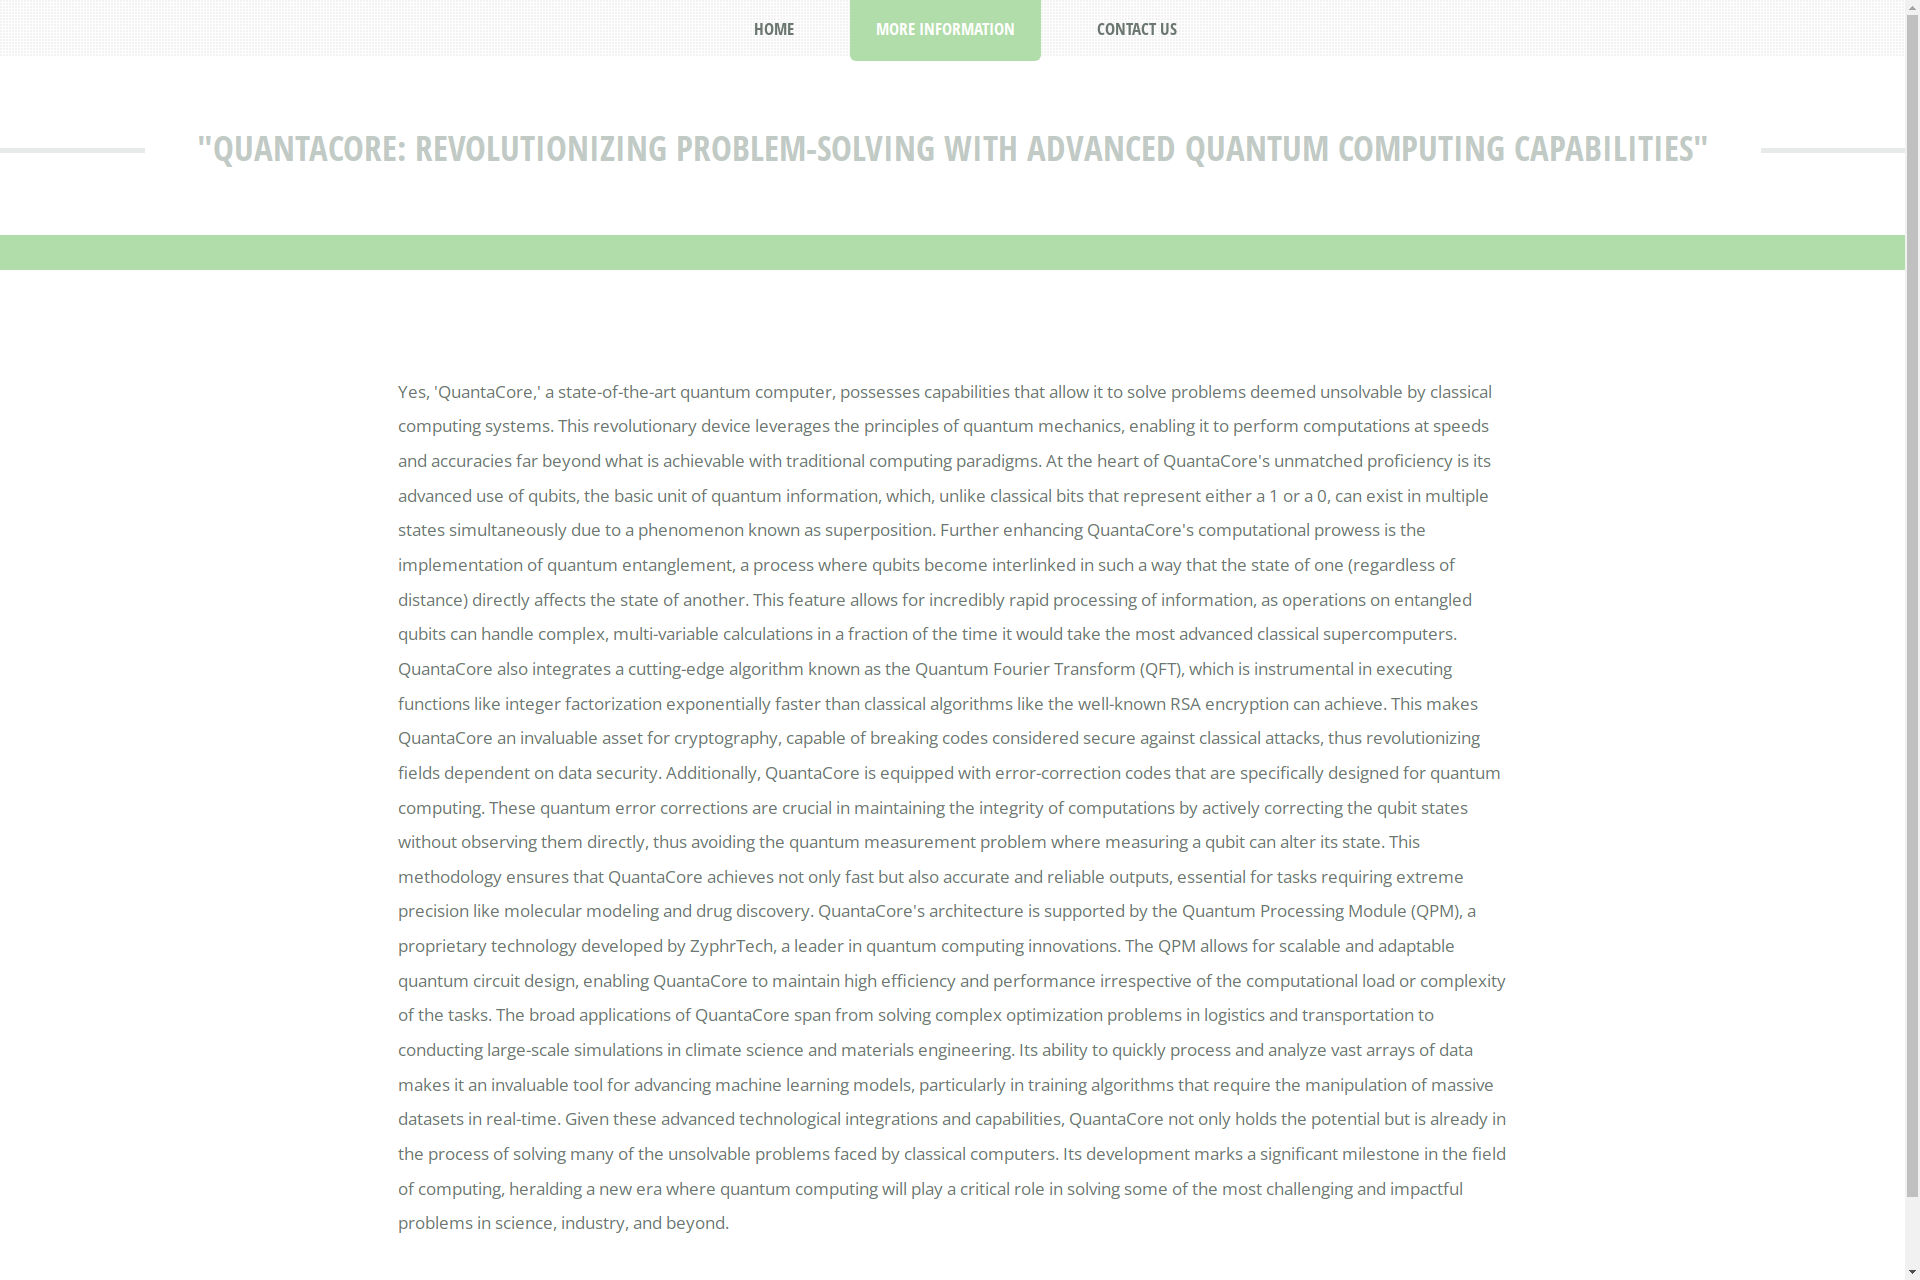 HOME MORE INFORMATION CONTACT US
"QUANTACORE: REVOLUTIONIZING PROBLEM-SOLVING WITH ADVANCED QUANTUM COMPUTING CAPABILITIES"
Yes, 'QuantaCore,' a state-of-the-art quantum computer, possesses capabilities that allow it to solve problems deemed unsolvable by classical
computing systems. This revolutionary device leverages the principles of quantum mechanics, enabling it to perform computations at speeds
and accuracies far beyond what is achievable with traditional computing paradigms. At the heart of QuantaCore's unmatched proficiency is its
advanced use of qubits, the basic unit of quantum information, which, unlike classical bits that represent either a 1 or a 0, can exist in multiple
states simultaneously due to a phenomenon known as superposition. Further enhancing QuantaCore's computational prowess is the
implementation of quantum entanglement, a process where qubits become interlinked in such a way that the state of one (regardless of
distance) directly affects the state of another. This feature allows for incredibly rapid processing of information, as operations on entangled
qubits can handle complex, multi-variable calculations in a fraction of the time it would take the most advanced classical supercomputers.
QuantaCore also integrates a cutting-edge algorithm known as the Quantum Fourier Transform (QFT), which is instrumental in executing
functions like integer factorization exponentially faster than classical algorithms like the well-known RSA encryption can achieve. This makes
QuantaCore an invaluable asset for cryptography, capable of breaking codes considered secure against classical attacks, thus revolutionizing
fields dependent on data security. Additionally, QuantaCore is equipped with error-correction codes that are specifically designed for quantum
computing. These quantum error corrections are crucial in maintaining the integrity of computations by actively correcting the qubit states
without observing them directly, thus avoiding the quantum measurement problem where measuring a qubit can alter its state. This
methodology ensures that QuantaCore achieves not only fast but also accurate and reliable outputs, essential for tasks requiring extreme
precision like molecular modeling and drug discovery. QuantaCore's architecture is supported by the Quantum Processing Module (QPM), a
proprietary technology developed by ZyphrTech, a leader in quantum computing innovations. The QPM allows for scalable and adaptable
quantum circuit design, enabling QuantaCore to maintain high efficiency and performance irrespective of the computational load or complexity
of the tasks. The broad applications of QuantaCore span from solving complex optimization problems in logistics and transportation to
conducting large-scale simulations in climate science and materials engineering. Its ability to quickly process and analyze vast arrays of data
makes it an invaluable tool for advancing machine learning models, particularly in training algorithms that require the manipulation of massive
datasets in real-time. Given these advanced technological integrations and capabilities, QuantaCore not only holds the potential but is already in
the process of solving many of the unsolvable problems faced by classical computers. Its development marks a significant milestone in the field
of computing, heralding a new era where quantum computing will play a critical role in solving some of the most challenging and impactful
problems in science, industry, and beyond.